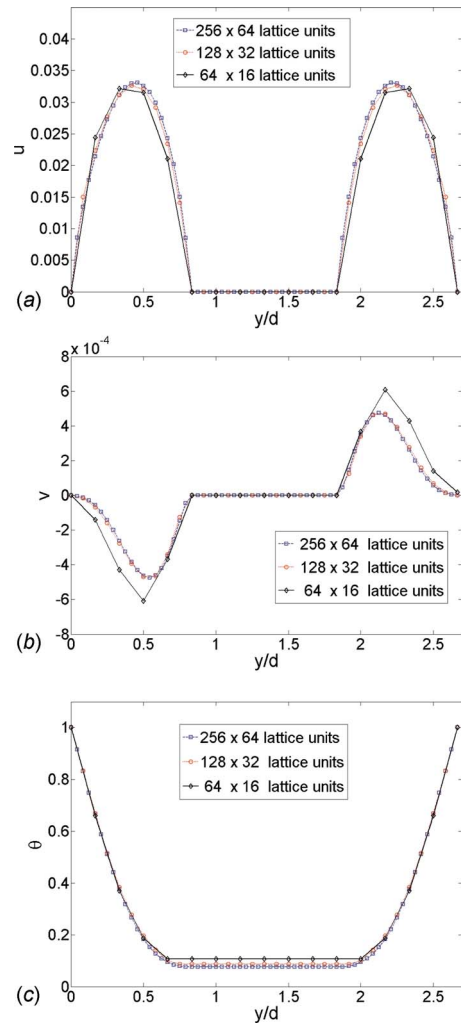 0.04
0.035
0.03
0.025
0.02
0.015
0.01
0.005
0
u
256 x 64 lattice units
128 x 32 lattice units
64 x 16 lattice units
0 0.5 1 1.5 2 2.5
y/d
(a)
x 10⁻⁴
8
6
4
2
0
-2
-4
-6
-8
v
256 x 64 lattice units
128 x 32 lattice units
64 x 16 lattice units
0 0.5 1 1.5 2 2.5
y/d
(b)
1
0.8
0.6
0.4
0.2
0
θ
256 x 64 lattice units
128 x 32 lattice units
64 x 16 lattice units
0 0.5 1 1.5 2 2.5
y/d
(c)